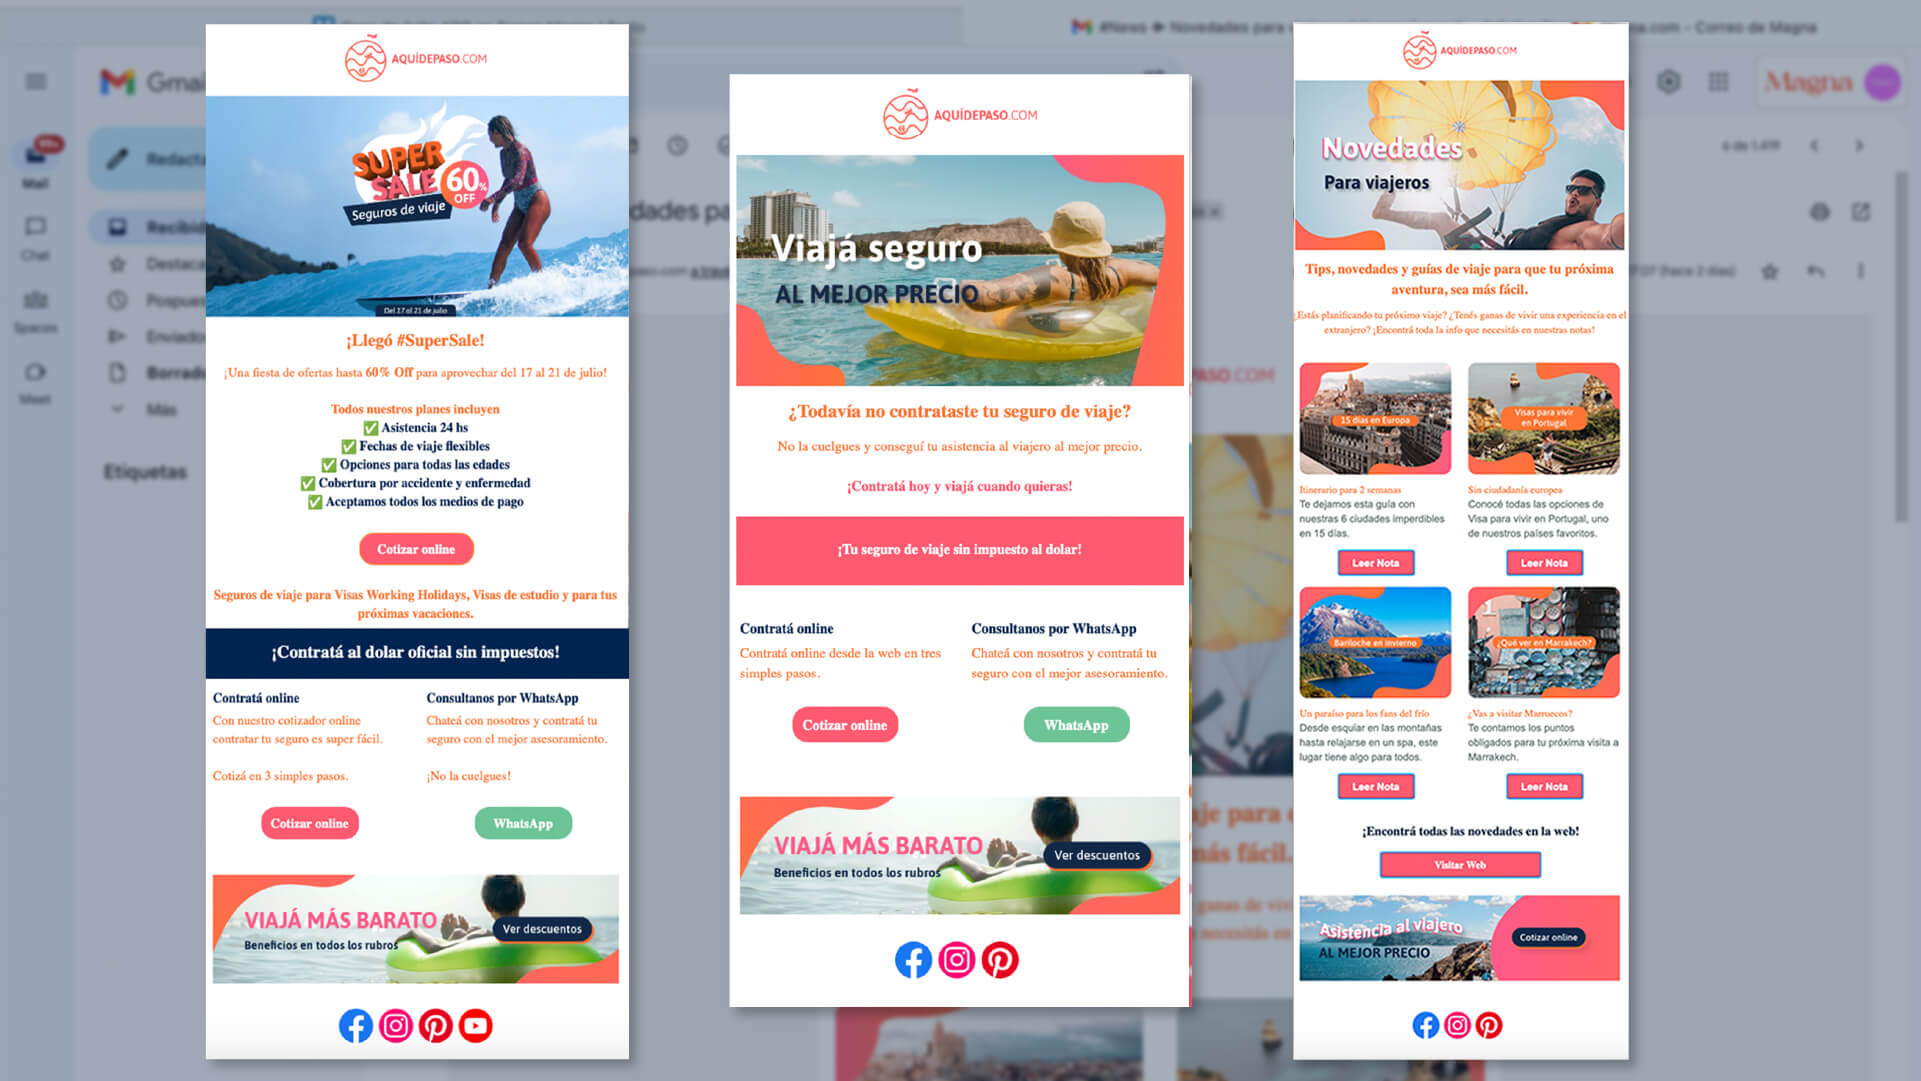 AQUÍDEPASO.COM
SUPER
SALE
60%
OFF
Seguros de viaje
Del 17 al 21 de julio
¡Llegó #SuperSale!
¡Una fiesta de ofertas hasta 60% Off para aprovechar del 17 al 21 de julio!
Todos nuestros planes incluyen
✅ Asistencia 24 hs
✅ Fechas de viaje flexibles
✅ Opciones para todas las edades
✅ Cobertura por accidente y enfermedad
✅ Aceptamos todos los medios de pago
Cotizar online
Seguros de viaje para Visas Working Holidays, Visas de estudio y para tus
próximas vacaciones.
¡Contratá al dolar oficial sin impuestos!
Contratá online
Con nuestro cotizador online
contratar tu seguro es super fácil.
Cotizá en 3 simples pasos.
Cotizar online
Consultanos por WhatsApp
Chateá con nosotros y contratá tu
seguro con el mejor asesoramiento.
¡No la cuelgues!
WhatsApp
VIAJÁ MÁS BARATO
Beneficios en todos los rubros
Ver descuentos
AQUÍDEPASO.COM
Viajá seguro
AL MEJOR PRECIO
¿Todavía no contrataste tu seguro de viaje?
No la cuelgues y conseguí tu asistencia al viajero al mejor precio.
¡Contratá hoy y viajá cuando quieras!
¡Tu seguro de viaje sin impuesto al dolar!
Contratá online
Contratá online desde la web en tres
simples pasos.
Cotizar online
Consultanos por WhatsApp
Chateá con nosotros y contratá tu
seguro con el mejor asesoramiento.
WhatsApp
VIAJÁ MÁS BARATO
Beneficios en todos los rubros
Ver descuentos
AQUÍDEPASO.COM
Novedades
Para viajeros
Tips, novedades y guías de viaje para que tu próxima
aventura, sea más fácil.
¿Estás planificando tu próximo viaje? ¿Tenés ganas de vivir una experiencia en el
extranjero? ¡Encontrá toda la info que necesitás en nuestras notas!
15 días en Europa
Itinerario para 2 semanas
Te dejamos esta guía con
nuestras 6 ciudades imperdibles
en 15 días.
Leer Nota
Visas para vivir
en Portugal
Sin ciudadanía europea
Conocé todas las opciones de
Visa para vivir en Portugal, uno
de nuestros países favoritos.
Leer Nota
Bariloche en invierno
Un paraíso para los fans del frío
Desde esquiar en las montañas
hasta relajarse en un spa, este
lugar tiene algo para todos.
Leer Nota
¿Qué ver en Marrakech?
¿Vas a visitar Marruecos?
Te contamos los puntos
obligados para tu próxima visita a
Marrakech.
Leer Nota
¡Encontrá todas las novedades en la web!
Visitar Web
Asistencia al viajero
AL MEJOR PRECIO
Cotizar online
Gmai
Mail
Chat
Spaces
Meet
Redacta
Recibid
Destaca
Pospues
Enviado
Borrado
Más
Etiquetas
Magna
6 de 1.419